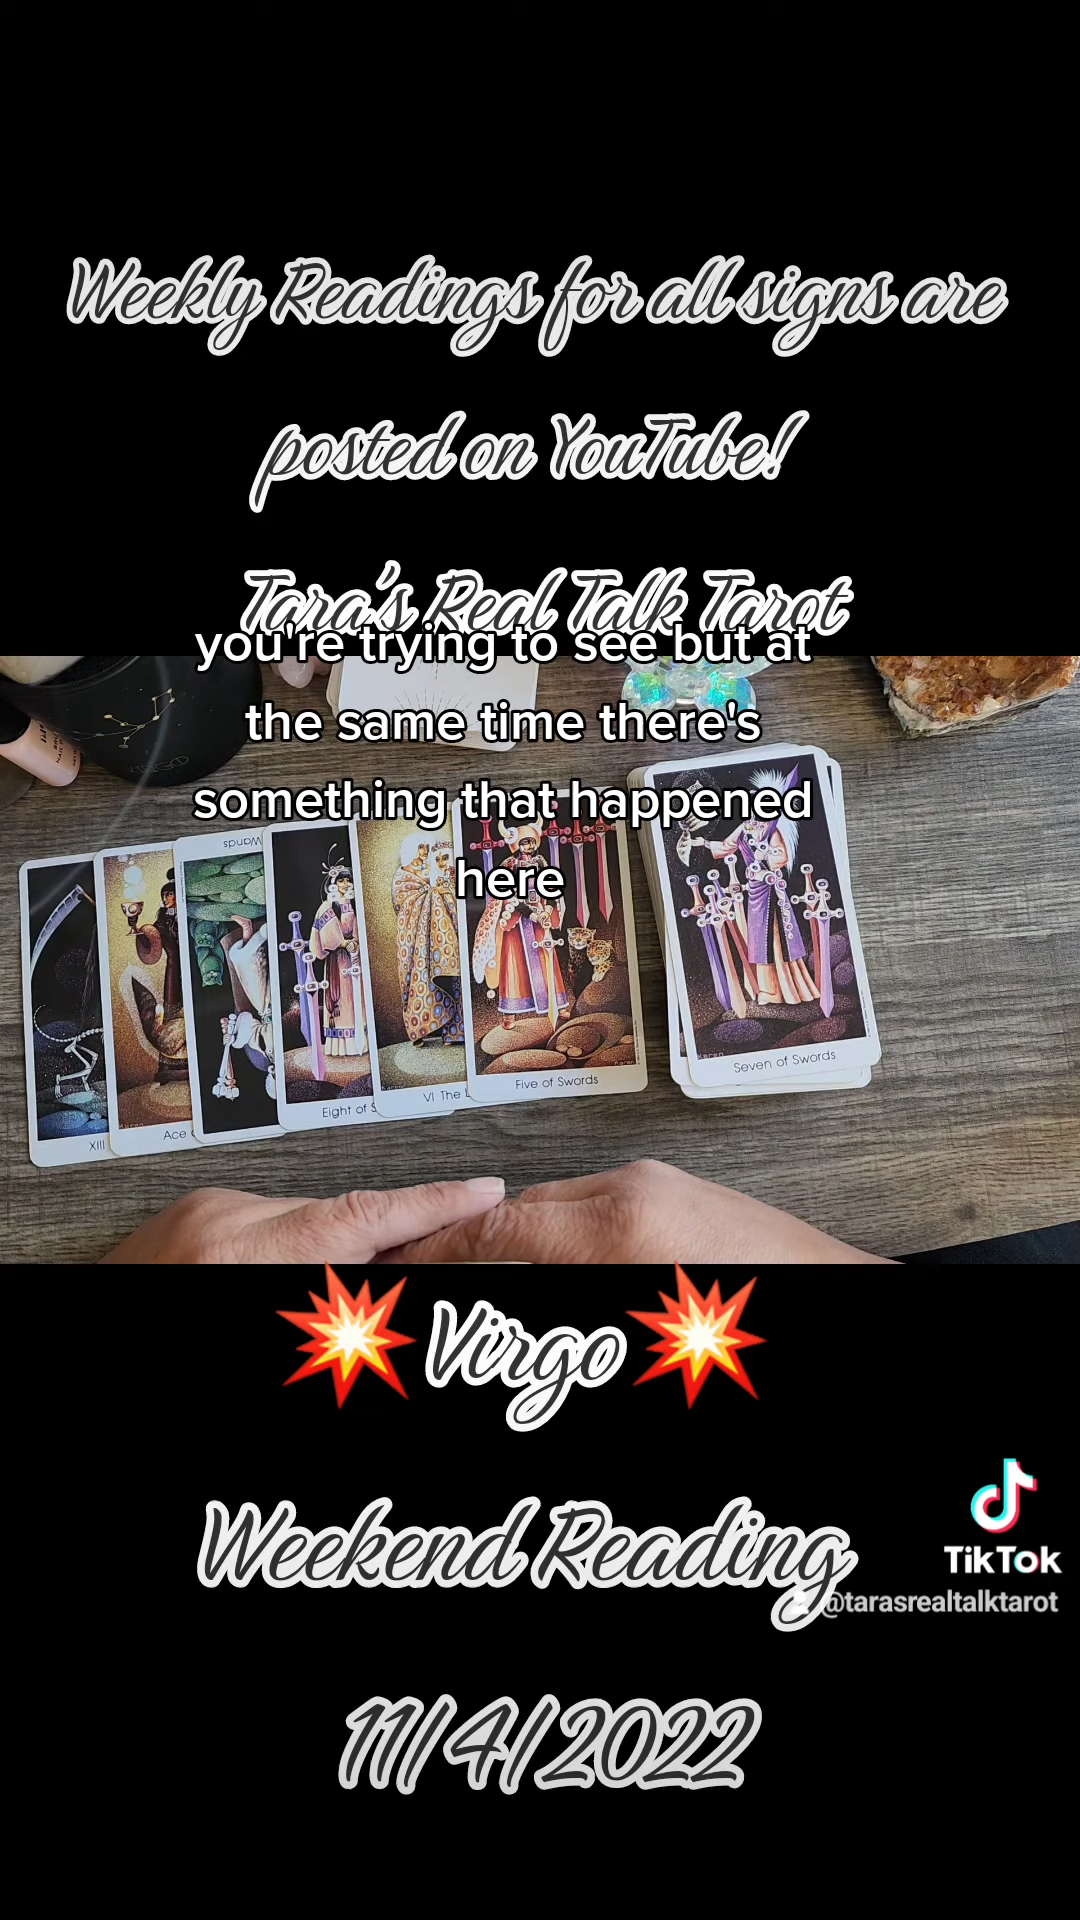 Weekly Readings for all signs are
posted on YouTube!
Tara's Real Talk Tarot
you're trying to see but at
the same time there's
something that happened
here
VIRGO
Wands
XIII
Ace
Eight of S
VI The L
Five of Swords
Seven of Swords
Virgo
Weekend Reading
TikTok
@tarasrealtalktarot
11/4/2022